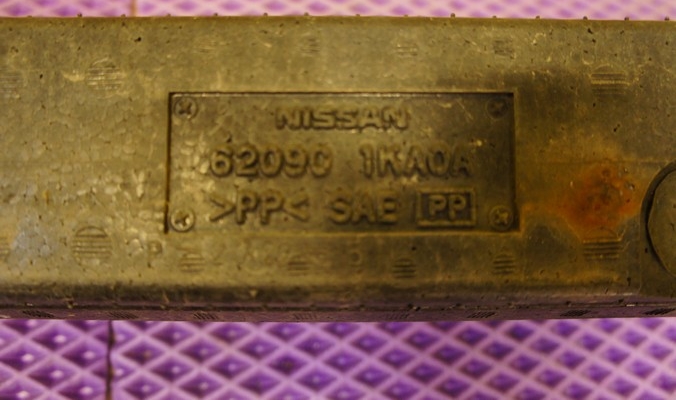 NISSAN
62090 1KA0A
>PP< SAE PP